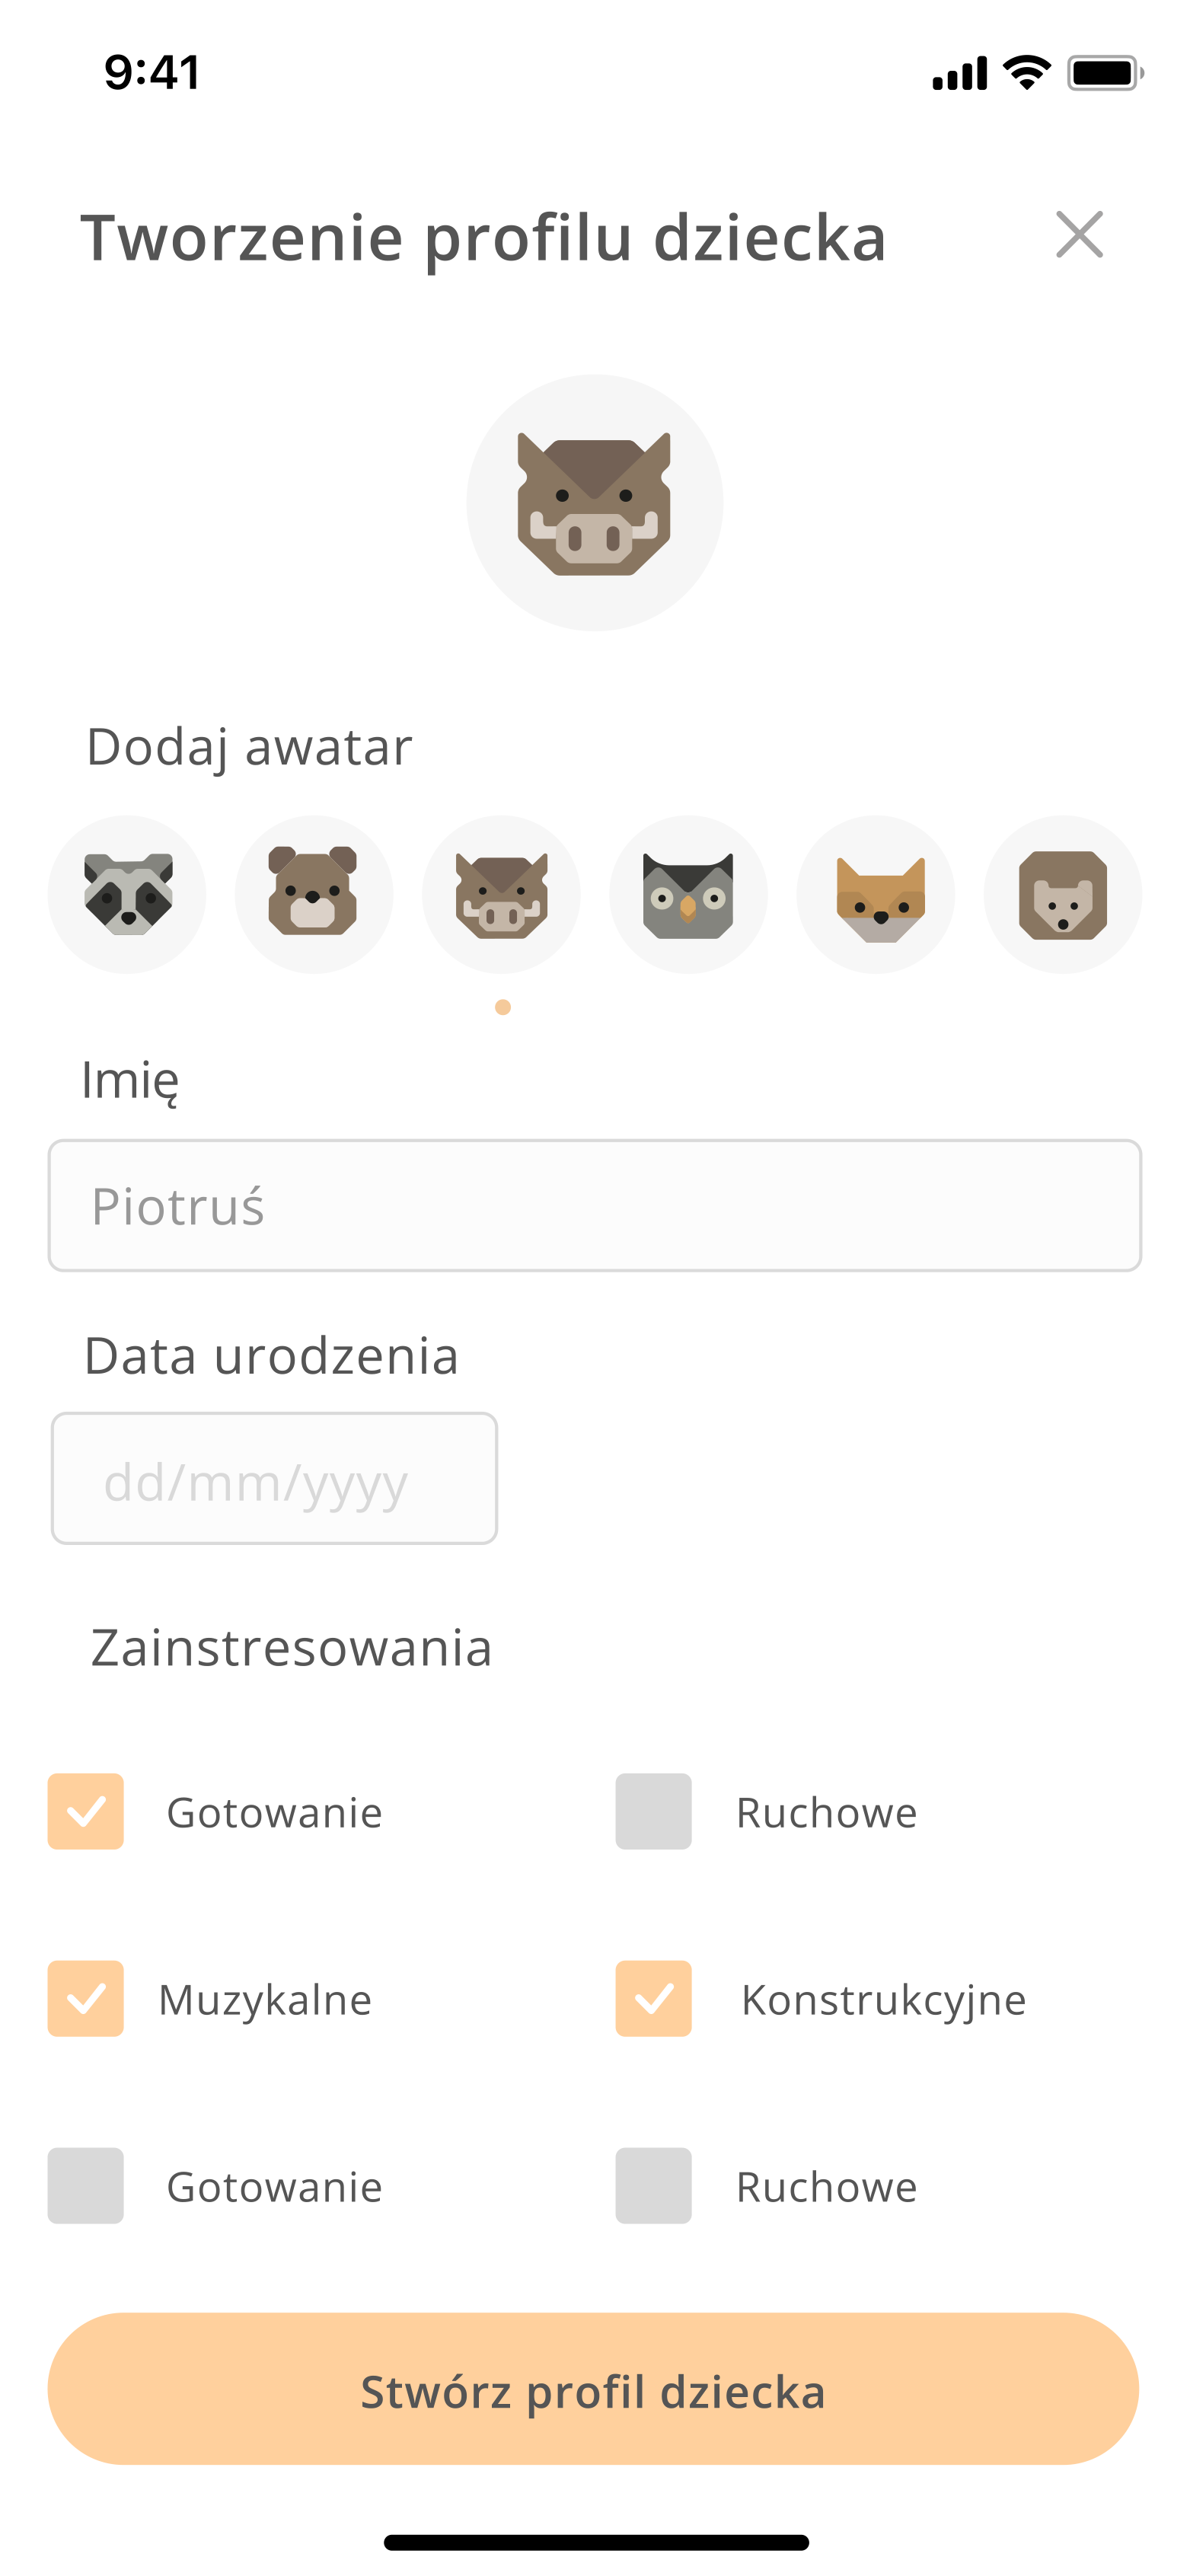 9:41
Tworzenie profilu dziecka
Dodaj awatar
Imię
Piotruś
Data urodzenia
dd/mm/yyyy
Zainstresowania
Gotowanie
Ruchowe
Muzykalne
Konstrukcyjne
Gotowanie
Ruchowe
Stwórz profil dziecka